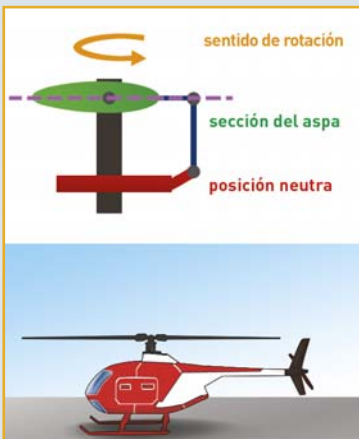 sentido de rotación
sección del aspa
posición neutra